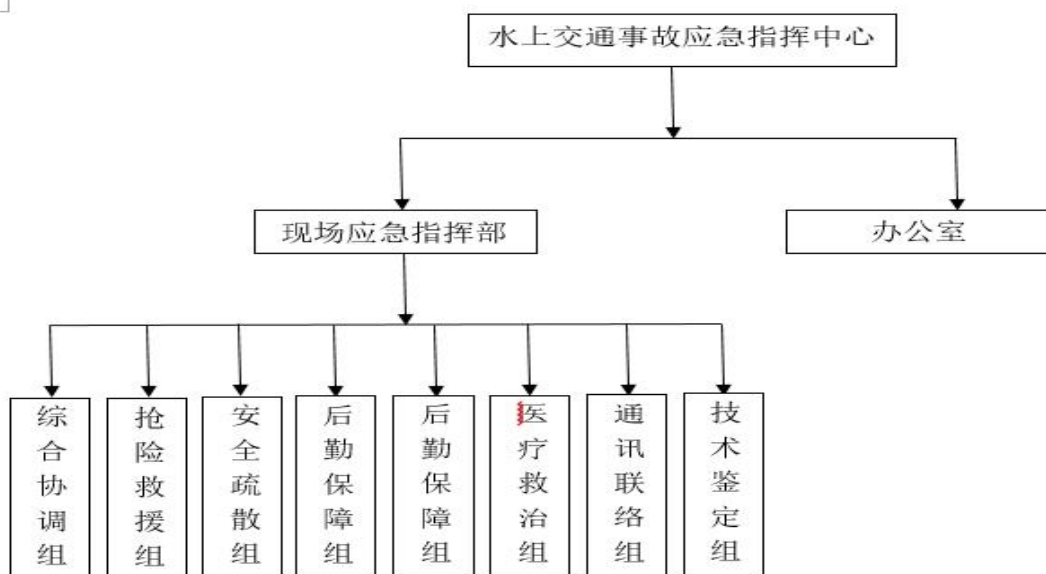 水上交通事故应急指挥中心
现场应急指挥部
办公室
综合协调组
抢险救援组
安全疏散组
后勤保障组
后勤保障组
医疗救治组
通讯联络组
技术鉴定组